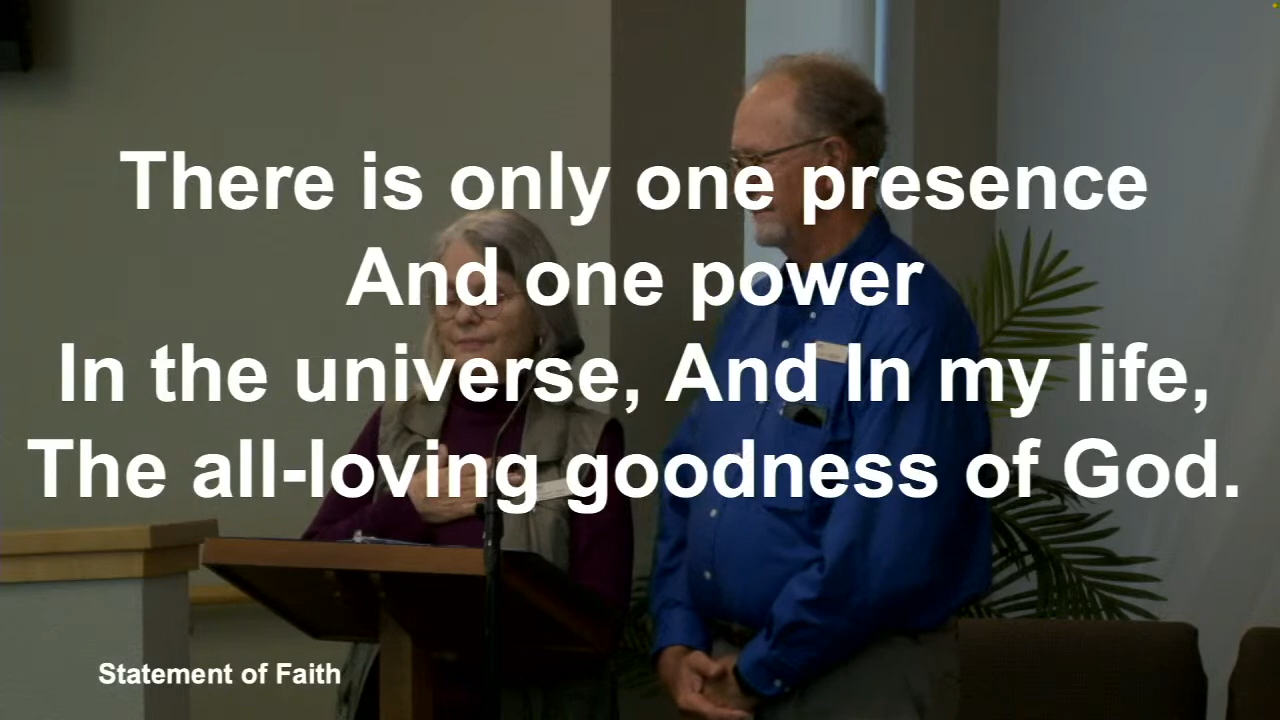 There is only one presence
And one power
In the universe, And In my life,
The all-loving goodness of God.
Statement of Faith